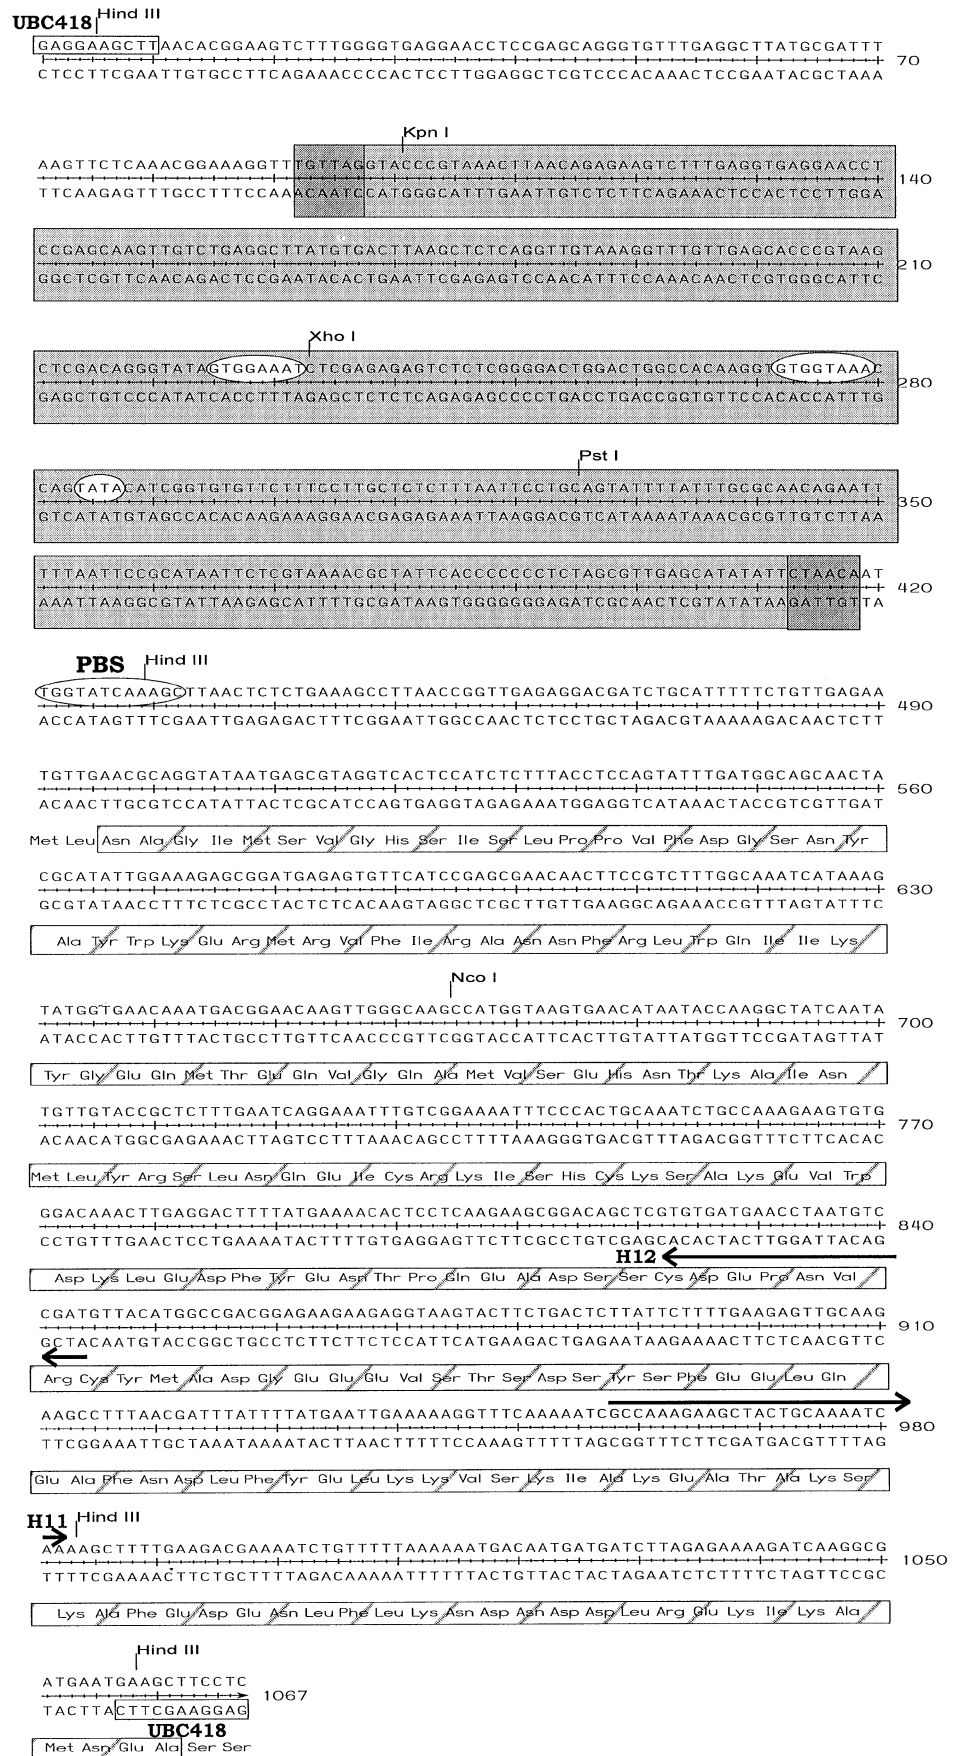 UBC418 Hind III
GAGGAAGCTTAACACGGAAGTCTTTGGGGTGAGGAACCTCCGAGCAGGGTGTTTGAGGCTTATGCGATTT
70
CTCCTTCGAATTGTGCCTTCAGAAACCCCACTCCTTGGAGGCTCGTCCCACAAACTCCGAATACGCTAAA
Kpn I
AAGTTCTCAAACGGAAAGGTTTTGTTAGGTACCCGTAAACTTAACAGAGAAGTCTTTGAGGTGAGGAACCT
140
TTCAAGAGTTTGCCTTTCCAAACAATCCATGGGCATTTGAATTGTCTCTTCAGAAACTCCACTCCTTGGA
CCGAGCAAGTTGTCTGAGGCTTATGTGACTTAAGCTCTCAGGTTGTAAAGGTTTGTTGAGCACCCGTAAG
210
GGCTCGTTCAACAGACTCCGAATACACTGAATTCGAGAGTCCAACATTTCCAAACAACTCGTGGGCATTC
Xho I
CTCGACAGGGTATAGTGGAAATCTCGAGAGAGTCTCTCGGGGACTGGACTGGCCACAAGGTGTGGTAAAC
280
GAGCTGTCCCATATCACCTTTAGAGCTCTCTCAGAGAGCCCCTGACCTGACCGGTGTTCCACACCATTTG
Pst I
CAGTATACATCGGTGTGTTCTTTCCTTGCTCTCTTTAATTCCTGCAGTATTTTATTTGCGCAACAGAATT
350
GTCATATGTAGCCACACAAGAAAGGAACGAGAGAAATTAAGGACGTCATAAAATAAACGCGTTGTCTTAA
TTTAATTCCGCATAATTCTCGTAAAACGCTATTCACCCCCCCTCTAGCGTTGAGCATATATTCTAACAAT
420
AAATTAAGGCGTATTAAGAGCATTTTGCGATAAGTGGGGGGGAGATCGCAACTCGTATATAAGATTGTTA
PBS Hind III
TGGTATCAAAGCTTAACTCTCTGAAAGCCTTAACCGGTTGAGAGGACGATCTGCATTTTTCTGTTGAGAA
490
ACCATAGTTTCGAATTGAGAGACTTTCGGAATTGGCCAACTCTCCTGCTAGACGTAAAAAGACAACTCTT
TGTTGAACGCAGGTATAATGAGCGTAGGTCACTCCATCTCTTTACCTCCAGTATTTGATGGCAGCAACTA
560
ACAACTTGCGTCCATATTACTCGCATCCAGTGAGGTAGAGAAATGGAGGTCATAAACTACCGTCGTTGAT
Met Leu Asn Ala Gly Ile Met Ser Val Gly His Ser Ile Ser Leu Pro Pro Val Phe Asp Gly Ser Asn Tyr
CGCATATTGGAAAGAGCGGATGAGAGTGTTCATCCGAGCGAACAACTTCCGTCTTTGGCAAATCATAAAG
630
GCGTATAACCTTTCTCGCCTACTCTCACAAGTAGGCTCGCTTGTTGAAGGCAGAAACCGTTTAGTATTTC
Ala Tyr Trp Lys Glu Arg Met Arg Val Phe Ile Arg Ala Asn Asn Phe Arg Leu Trp Gln Ile Ile Lys
Nco I
TATGGTGAACAAATGACGGAACAAGTTGGGCAAGCCATGGTAAGTGAACATAATACCAAGGCTATCAATA
700
ATACCACTTGTTTACTGCCTTGTTCAACCCGTTCGGTACCATTCACTTGTATTATGGTTCCGATAGTTAT
Tyr Gly Glu Gln Met Thr Glu Gln Val Gly Gln Ala Met Val Ser Glu His Asn Thr Lys Ala Ile Asn
TGTTGTACCGCTCTTTGAATCAGGAAATTTGTCGGAAAATTTCCCACTGCAAATCTGCCAAAGAAGTGTG
770
ACAACATGGCGAGAAACTTAGTCCTTTAAACAGCCTTTTAAAGGGTGACGTTTAGACGGTTTCTTCACAC
Met Leu Tyr Arg Ser Leu Asn Gln Glu Ile Cys Arg Lys Ile Ser His Cys Lys Ser Ala Lys Glu Val Trp
GGACAAACTTGAGGACTTTTATGAAAACACTCCTCAAGAAGCGGACAGCTCGTGTGATGAACCTAATGTC
840
CCTGTTTGAACTCCTGAAAATACTTTTGTGAGGAGTTCTTCGCCTGTCGAGCACACTACTTGGATTACAG
H12
Asp Lys Leu Glu Asp Phe Tyr Glu Asn Thr Pro Gln Glu Ala Asp Ser Ser Cys Asp Glu Pro Asn Val
CGATGTTACATGGCCGACGGAGAAGAAGAGGTAAGTACTTCTGACTCTTATTCTTTTGAAGAGTTGCAAG
910
GCTACAATGTACCGGCTGCCTCTTCTTCTCCATTCATGAAGACTGAGAATAAGAAAACTTCTCAACGTTC
Arg Cys Tyr Met Ala Asp Gly Glu Glu Glu Val Ser Thr Ser Asp Ser Tyr Ser Phe Glu Glu Leu Gln
AAGCCTTTAACGATTTATTTTATGAATTGAAAAAGGTTTCAAAAATCGCCAAAGAAGCTACTGCAAAATC
980
TTCGGAAATTGCTAAATAAAATACTTAACTTTTTCCAAAGTTTTTAGCGGTTTCTTCGATGACGTTTTAG
Glu Ala Phe Asn Asp Leu Phe Tyr Glu Leu Lys Lys Val Ser Lys Ile Ala Lys Glu Ala Thr Ala Lys Ser
H11 Hind III
AAAAGCTTTTGAAGACGAAAATCTGTTTTTAAAAAATGACAATGATGATCTTAGAGAAAAGATCAAGGCG
1050
TTTTCGAAAACTTCTGCTTTTAGACAAAAATTTTTTACTGTTACTACTAGAATCTCTTTTCTAGTTCCGC
Lys Ala Phe Glu Asp Glu Asn Leu Phe Leu Lys Asn Asp Asn Asp Asp Leu Arg Glu Lys Ile Lys Ala
Hind III
ATGAATGAAGCTTCCTC
1067
TACTTACTTCGAAGGAG
UBC418
Met Asn Glu Ala Ser Ser